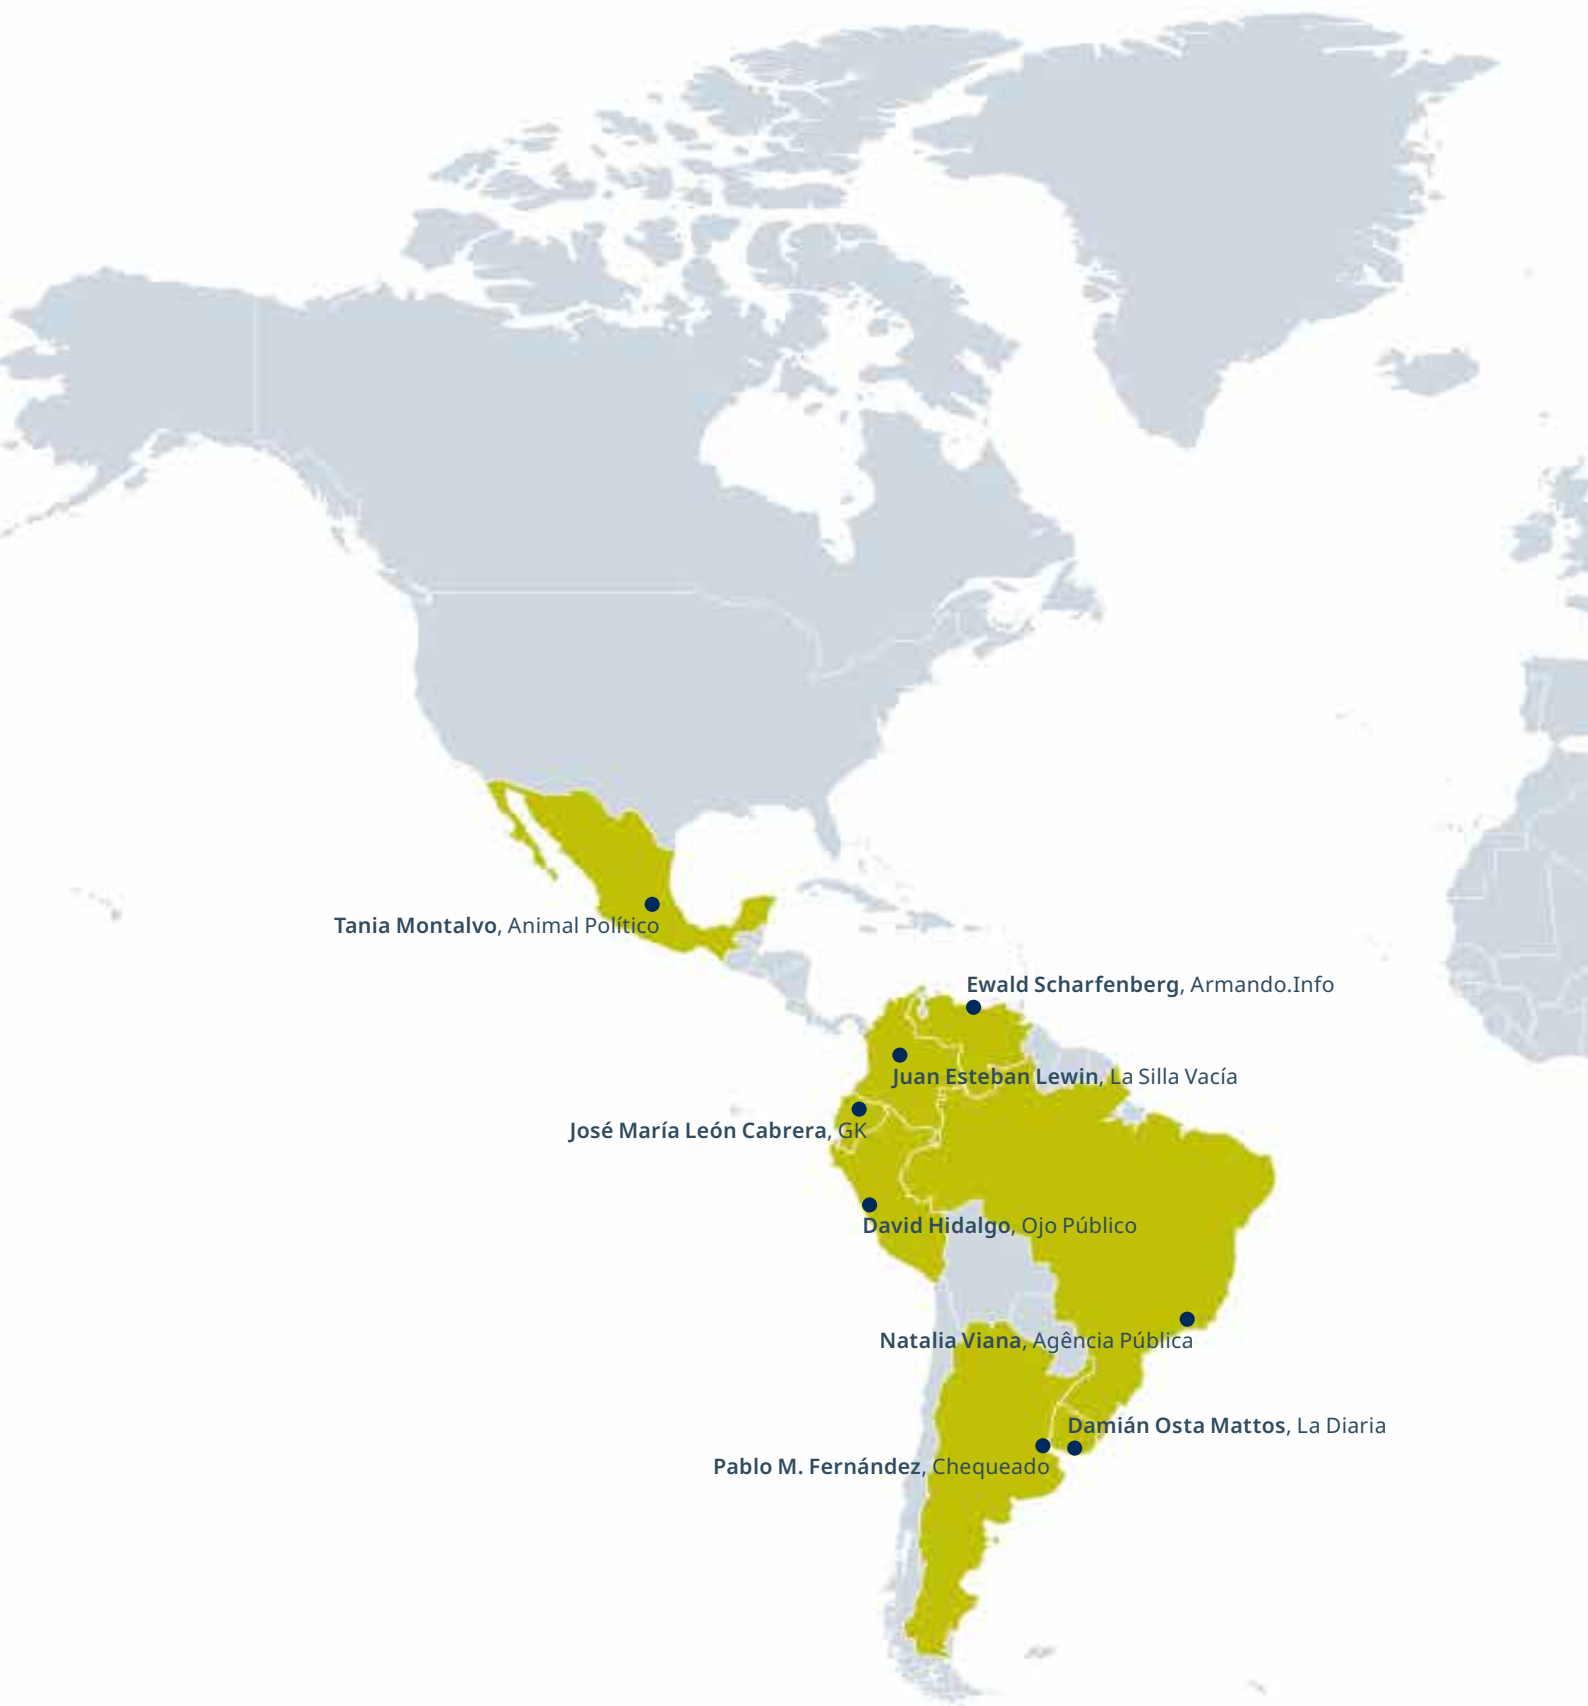 Tania Montalvo, Animal Político
Ewald Scharfenberg, Armando.Info
Juan Esteban Lewin, La Silla Vacía
José María León Cabrera, GK
David Hidalgo, Ojo Público
Natalia Viana, Agência Pública
Damián Osta Mattos, La Diaria
Pablo M. Fernández, Chequeado